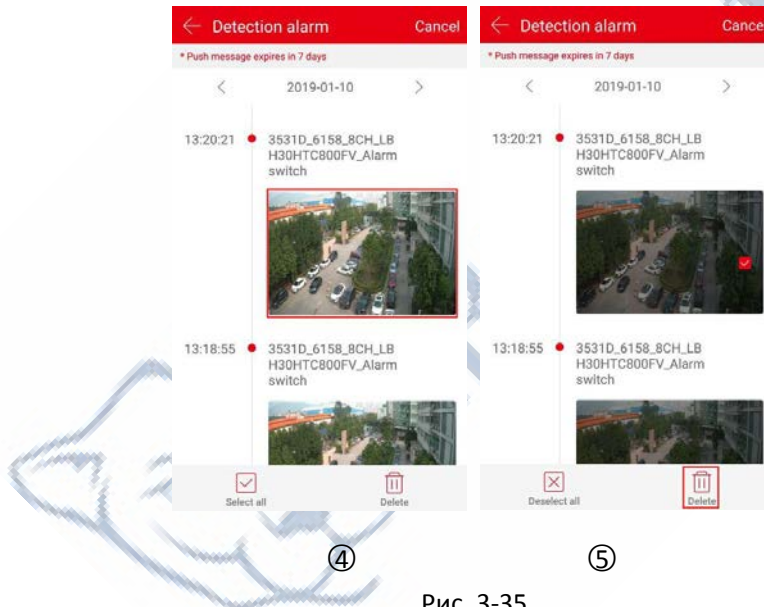 ← Detection alarm Cancel
* Push message expires in 7 days
< 2019-01-10 >
13:20:21 3531D_6158_8CH_LB
H30HTC800FV_Alarm
switch
13:18:55 3531D_6158_8CH_LB
H30HTC800FV_Alarm
switch
Select all Delete
④
← Detection alarm Cance
* Push message expires in 7 days
< 2019-01-10 >
13:20:21 3531D_6158_8CH_LB
H30HTC800FV_Alarm
switch
13:18:55 3531D_6158_8CH_LB
H30HTC800FV_Alarm
switch
Deselect all Delete
⑤
Рис. 3-35